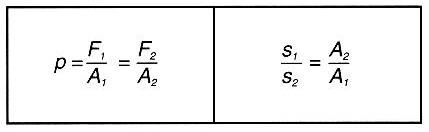 p = F₁/A₁ = F₂/A₂
s₁/s₂ = A₂/A₁